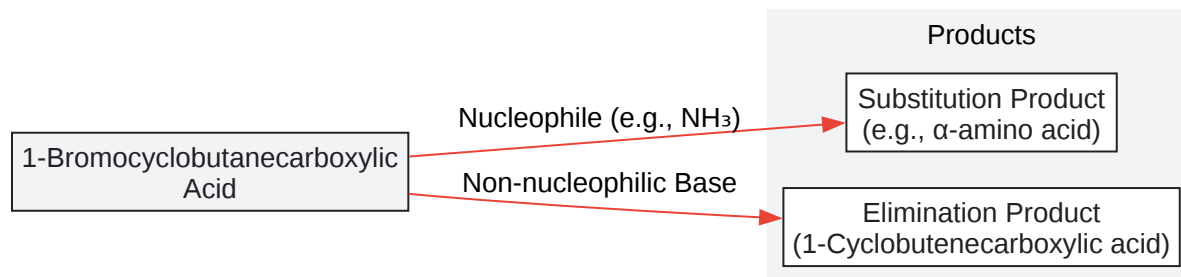 Products
Substitution Product
(e.g., α-amino acid)
Nucleophile (e.g., NH₃)
1-Bromocyclobutanecarboxylic
Acid
Non-nucleophilic Base
Elimination Product
(1-Cyclobutenecarboxylic acid)